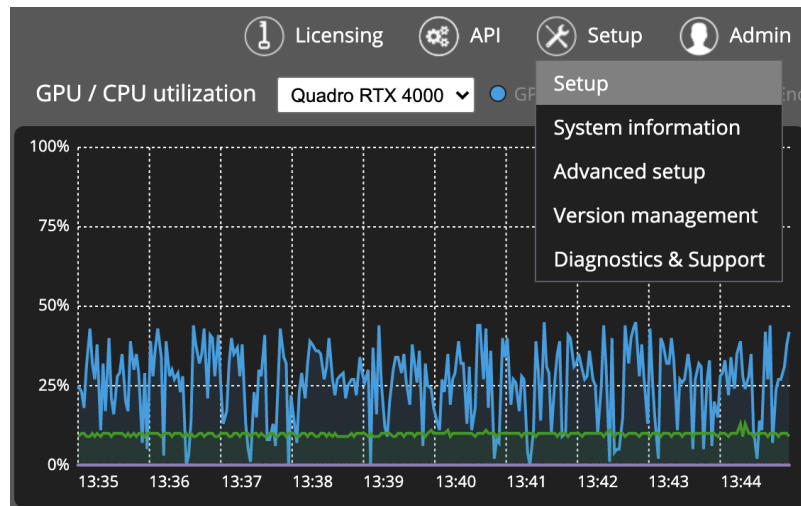 Licensing API Setup Admin
GPU / CPU utilization Quadro RTX 4000
Setup
System information
Advanced setup
Version management
Diagnostics & Support
100%
75%
50%
25%
0%
13:35 13:36 13:37 13:38 13:39 13:40 13:41 13:42 13:43 13:44